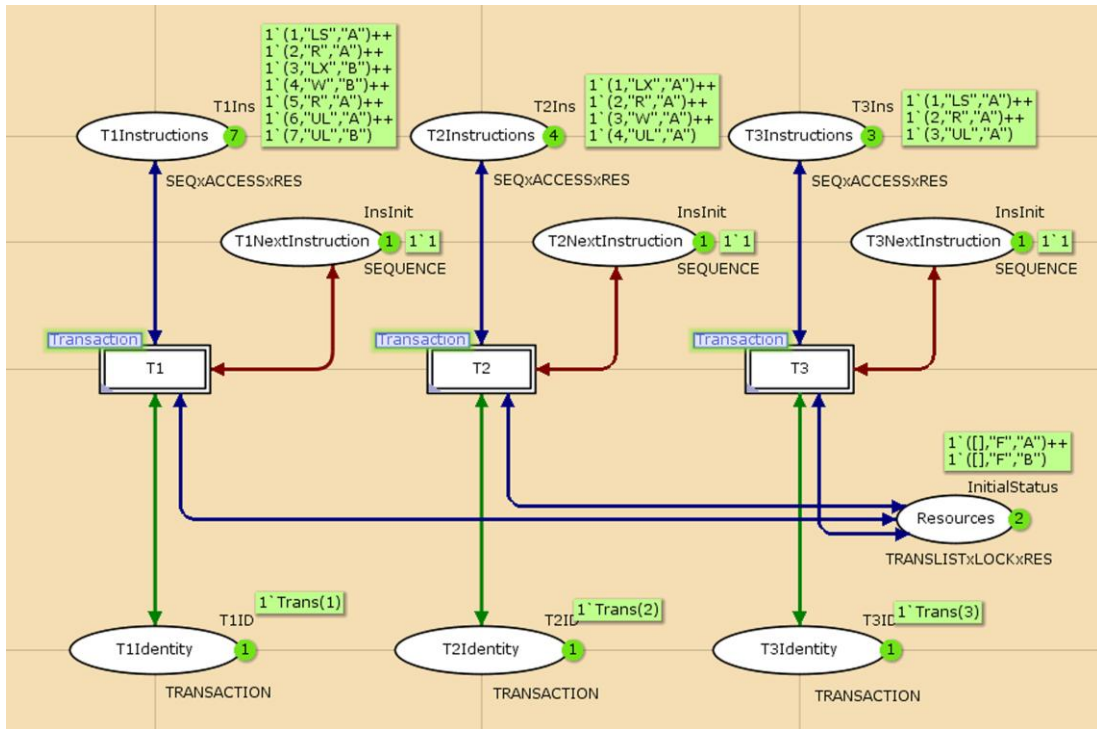 1`(1,"LS","A")++
1`(2,"R","A")++
1`(3,"LX","B")++
1`(4,"W","B")++
1`(5,"R","A")++
1`(6,"UL","A")++
1`(7,"UL","B")
T1Ins
T1Instructions
7
SEQxACCESSxRES
1`(1,"LX","A")++
1`(2,"R","A")++
1`(3,"W","A")++
1`(4,"UL","A")
T2Ins
T2Instructions
4
SEQxACCESSxRES
1`(1,"LS","A")++
1`(2,"R","A")++
1`(3,"UL","A")
T3Ins
T3Instructions
3
SEQxACCESSxRES
InsInit
T1NextInstruction
1
1`1
SEQUENCE
InsInit
T2NextInstruction
1
1`1
SEQUENCE
InsInit
T3NextInstruction
1
1`1
SEQUENCE
Transaction
T1
Transaction
T2
Transaction
T3
1`([],"F","A")++
1`([],"F","B")
InitialStatus
Resources
2
TRANSLISTxLOCKxRES
1`Trans(1)
T1ID
T1Identity
1
TRANSACTION
1`Trans(2)
T2ID
T2Identity
1
TRANSACTION
1`Trans(3)
T3ID
T3Identity
1
TRANSACTION